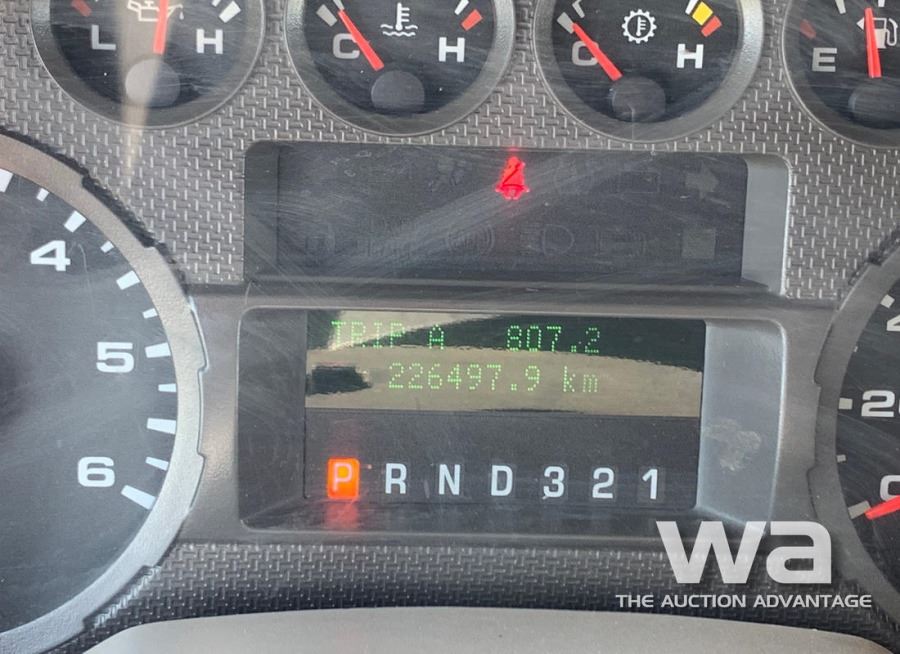 L H
C H
C H
E
4
5
6
TRIP A 807.2
226497.9 km
P R N D 3 2 1
wa
THE AUCTION ADVANTAGE